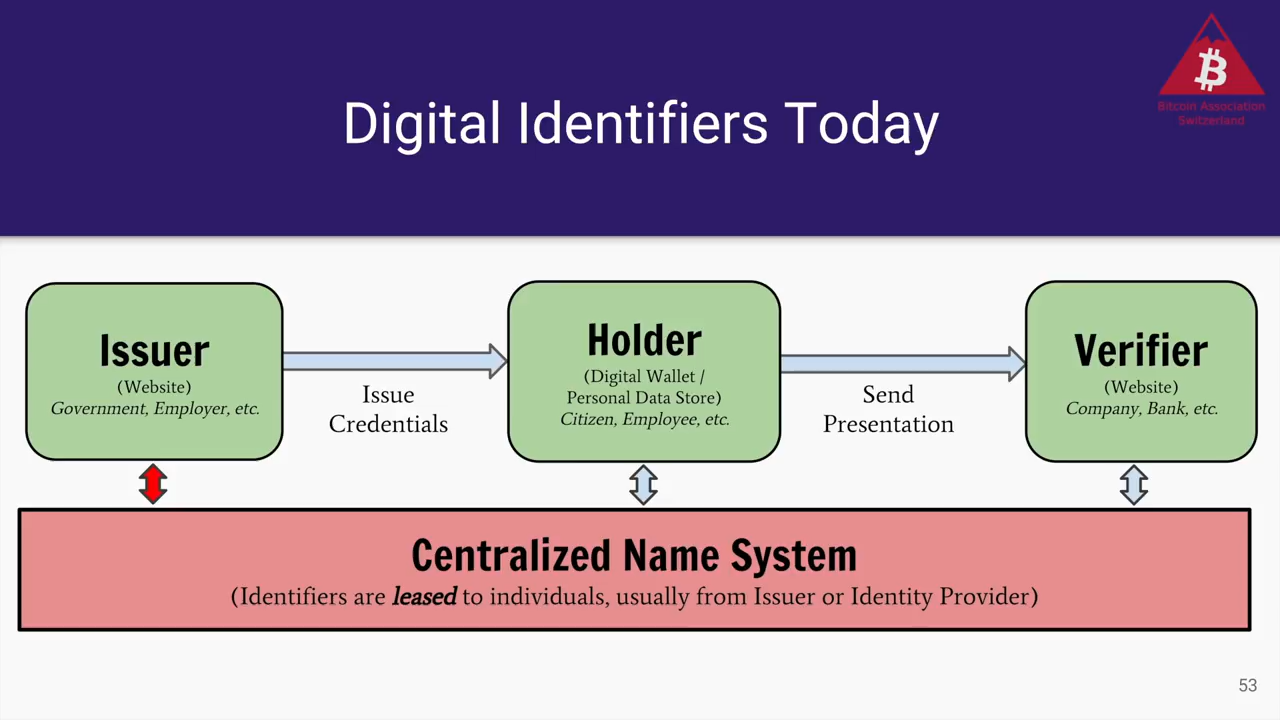 Digital Identifiers Today
Bitcoin Association
Switzerland
Issuer
(Website)
Government, Employer, etc.
Issue
Credentials
Holder
(Digital Wallet /
Personal Data Store)
Citizen, Employee, etc.
Send
Presentation
Verifier
(Website)
Company, Bank, etc.
Centralized Name System
(Identifiers are leased to individuals, usually from Issuer or Identity Provider)
53